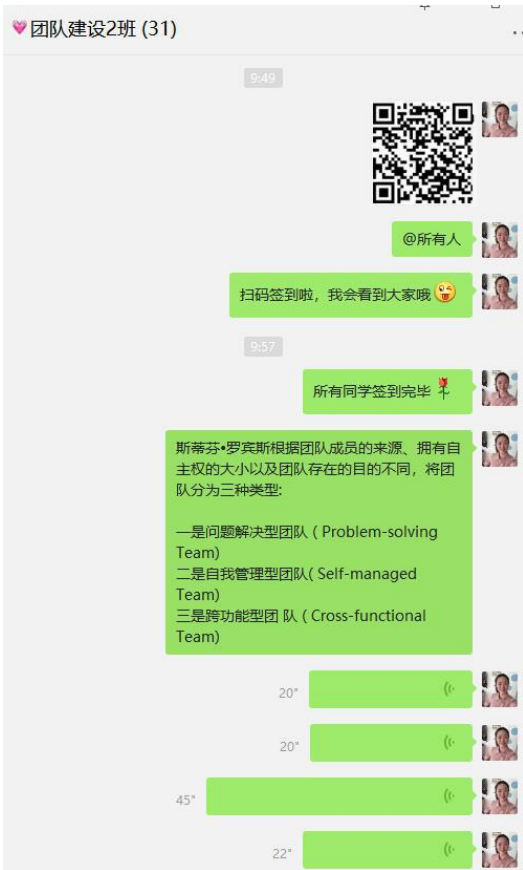 团队建设2班 (31)
9:49
@所有人
扫码签到啦，我会看到大家哦
9:57
所有同学签到完毕
斯蒂芬•罗宾斯根据团队成员的来源、拥有自
主权的大小以及团队存在的目的不同，将团
队分为三种类型:
一是问题解决型团队 ( Problem-solving
Team)
二是自我管理型团队( Self-managed
Team)
三是跨功能型团 队 ( Cross-functional
Team)
20"
20"
45"
22"